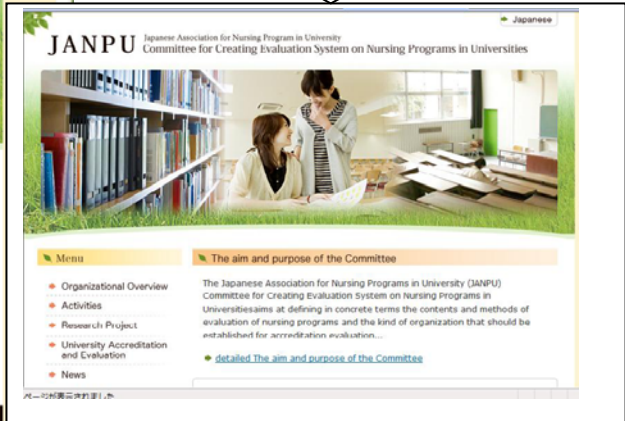 Japanese
JANPU
Japanese Association for Nursing Program in University
Committee for Creating Evaluation System on Nursing Programs in Universities
Menu
Organizational Overview
Activities
Research Project
University Accreditation
and Evaluation
News
The aim and purpose of the Committee
The Japanese Association for Nursing Programs in University (JANPU)
Committee for Creating Evaluation System on Nursing Programs in
Universitiesaims at defining in concrete terms the contents and methods of
evaluation of nursing programs and the kind of organization that should be
established for accreditation evaluation...
detailed The aim and purpose of the Committee
ページが表示されました